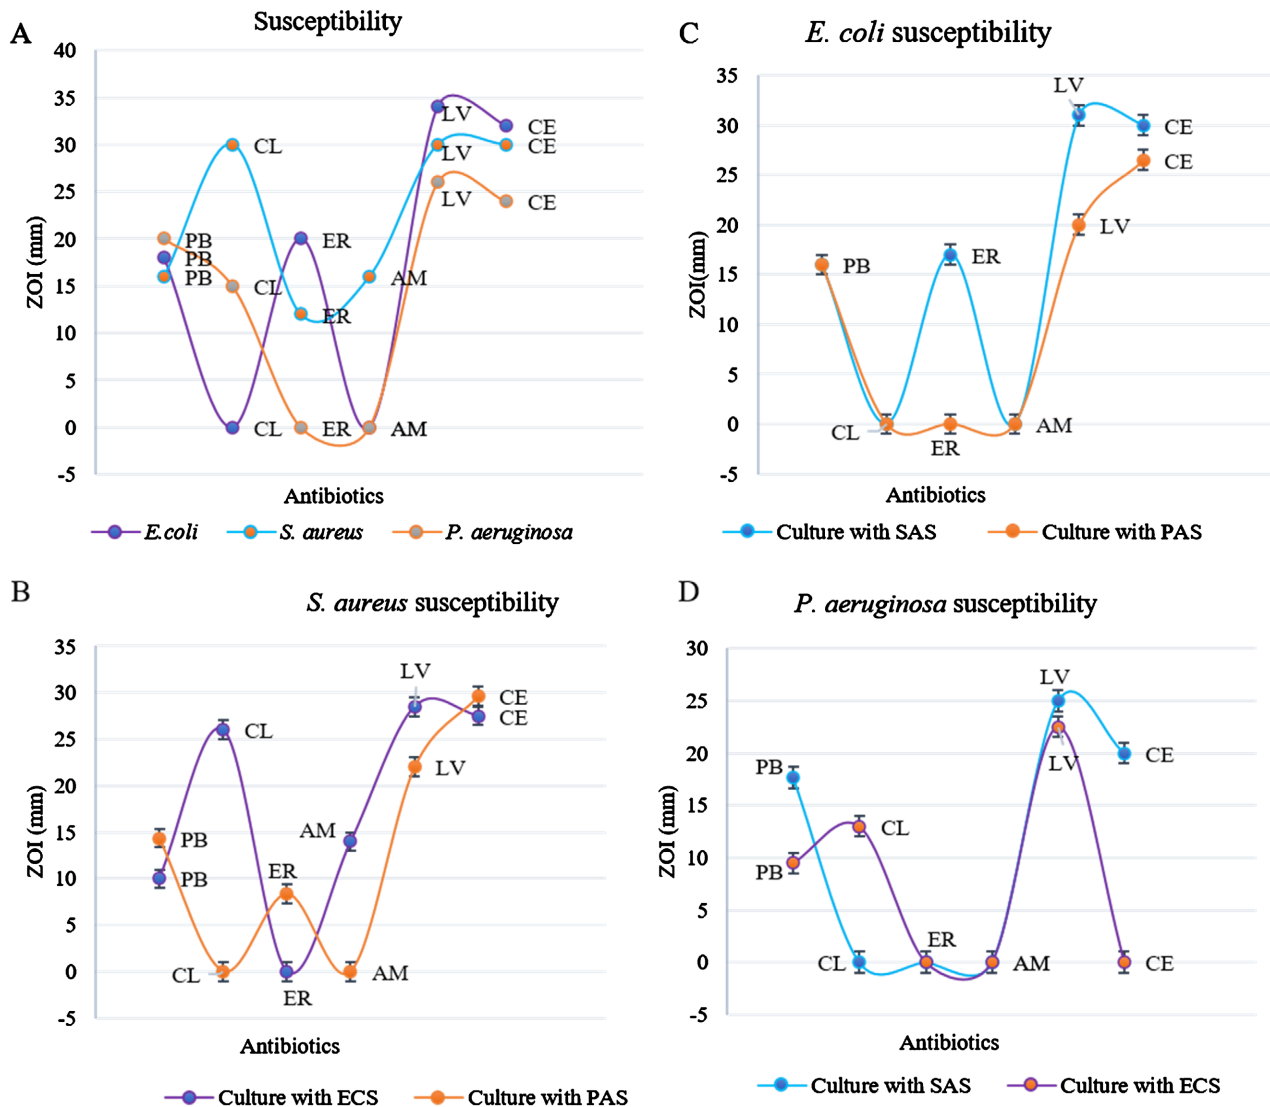 A
Susceptibility
40
35
30
25
20
15
10
5
0
-5
ZOI (mm)
PB
PB
PB
CL
CL
CL
ER
ER
ER
AM
AM
LV
LV
LV
CE
CE
CE
Antibiotics
E.coli S. aureus P. aeruginosa
C
E. coli susceptibility
35
30
25
20
15
10
5
0
-5
ZOI(mm)
PB
CL
ER
ER
AM
LV
LV
CE
CE
Antibiotics
Culture with SAS Culture with PAS
B
S. aureus susceptibility
35
30
25
20
15
10
5
0
-5
ZOI (mm)
PB
PB
CL
CL
ER
ER
AM
AM
LV
LV
CE
CE
Antibiotics
Culture with ECS Culture with PAS
D
P. aeruginosa susceptibility
30
25
20
15
10
5
0
-5
ZOI (mm)
PB
PB
CL
CL
ER
AM
LV
LV
CE
CE
Antibiotics
Culture with SAS Culture with ECS